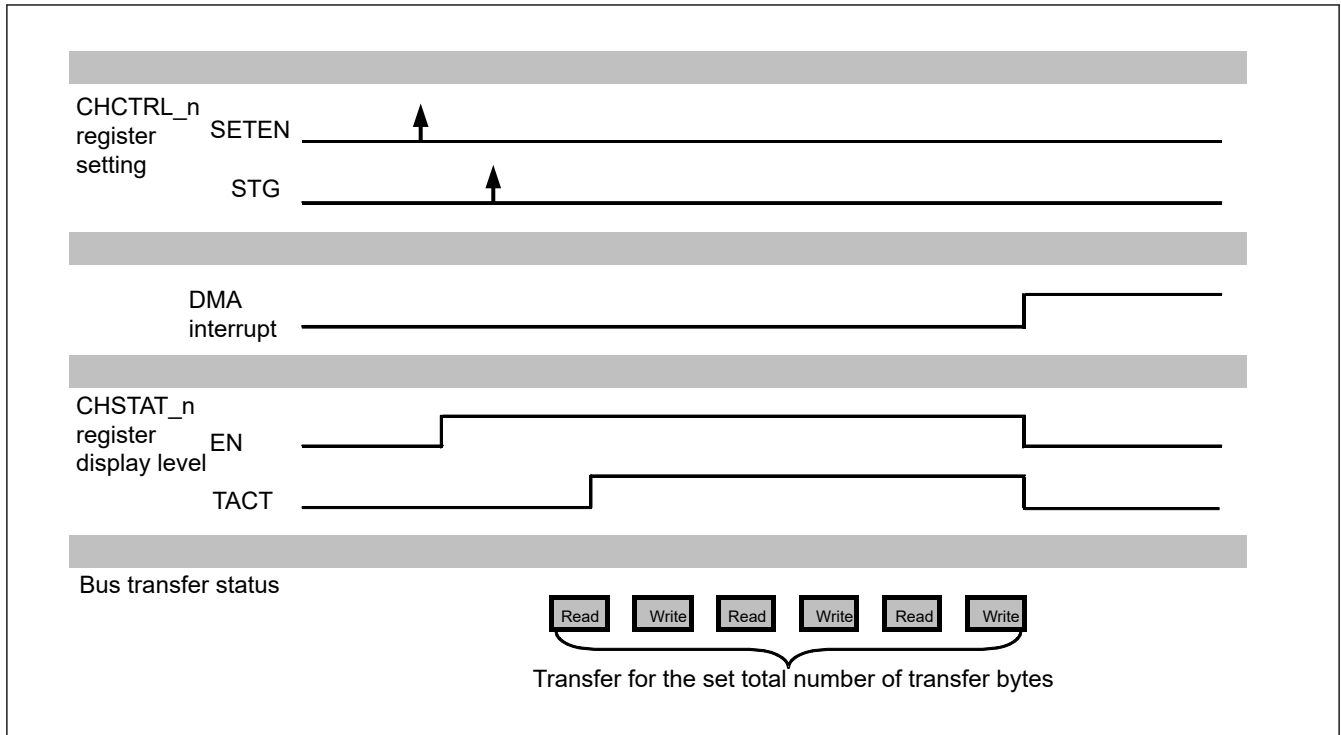 CHCTRL_n
register
setting
SETEN
STG
DMA
interrupt
CHSTAT_n
register
display level
EN
TACT
Bus transfer status
Read Write Read Write Read Write
Transfer for the set total number of transfer bytes